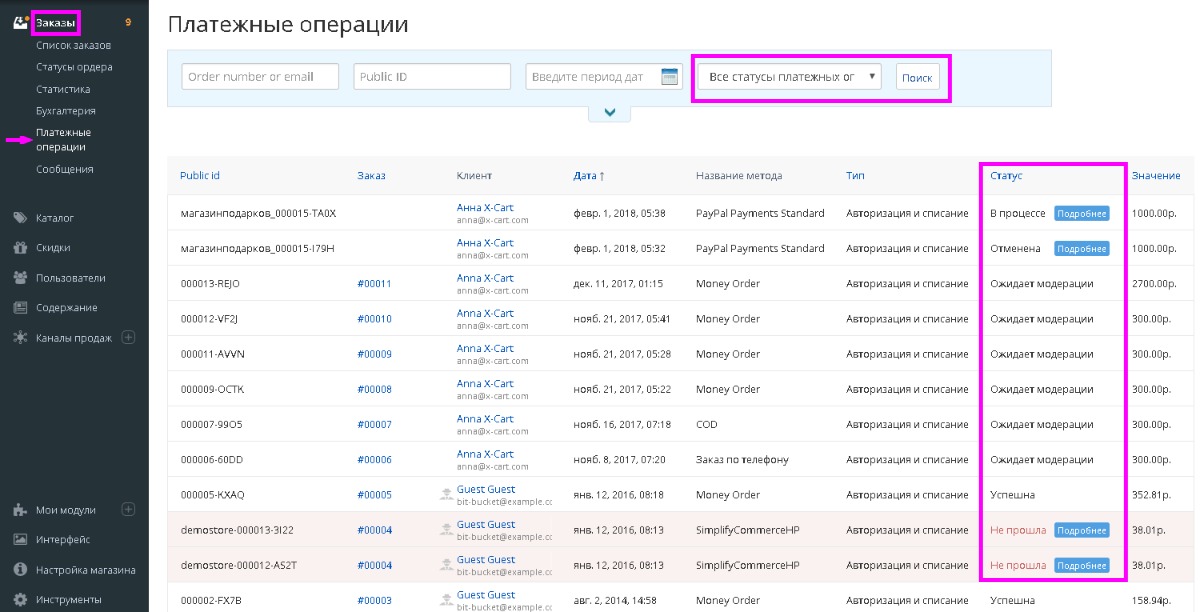 Заказы 9
Список заказов
Статусы ордера
Статистика
Бухгалтерия
Платежные
операции
Сообщения
Каталог
Скидки
Пользователи
Содержание
Каналы продаж
Мои модули
Интерфейс
Настройка магазина
Инструменты
Платежные операции
Order number or email Public ID Введите период дат Все статусы платежных оп Поиск
Public id Заказ Клиент Дата ↑ Название метода Тип Статус Значение
магазинподарков_000015-TA0X Анна X-Cart февр. 1, 2018, 05:38 PayPal Payments Standard Авторизация и списание В процессе Подробнее 1000.00р.
anna@x-cart.com
магазинподарков_000015-I79H Анна X-Cart февр. 1, 2018, 05:32 PayPal Payments Standard Авторизация и списание Отменена Подробнее 1000.00р.
anna@x-cart.com
000013-REJO #00011 Anna X-Cart дек. 11, 2017, 01:15 Money Order Авторизация и списание Ожидает модерации 2700.00р.
anna@x-cart.com
000012-VF2J #00010 Anna X-Cart нояб. 21, 2017, 05:41 Money Order Авторизация и списание Ожидает модерации 300.00р.
anna@x-cart.com
000011-AVVN #00009 Anna X-Cart нояб. 21, 2017, 05:28 Money Order Авторизация и списание Ожидает модерации 300.00р.
anna@x-cart.com
000009-OCTK #00008 Anna X-Cart нояб. 21, 2017, 05:22 Money Order Авторизация и списание Ожидает модерации 300.00р.
anna@x-cart.com
000007-99O5 #00007 Anna X-Cart нояб. 16, 2017, 07:18 COD Авторизация и списание Ожидает модерации 300.00р.
anna@x-cart.com
000006-60DD #00006 Anna X-Cart нояб. 8, 2017, 07:20 Заказ по телефону Авторизация и списание Ожидает модерации 300.00р.
anna@x-cart.com
000005-KXAQ #00005 Guest Guest янв. 12, 2016, 08:18 Money Order Авторизация и списание Успешна 352.81р.
bit-bucket@example.cc
demostore-000013-3I22 #00004 Guest Guest янв. 12, 2016, 08:13 SimplifyCommerceHP Авторизация и списание Не прошла Подробнее 38.01р.
bit-bucket@example.cc
demostore-000012-AS2T #00004 Guest Guest янв. 12, 2016, 08:13 SimplifyCommerceHP Авторизация и списание Не прошла Подробнее 38.01р.
bit-bucket@example.cc
000002-FX7B #00003 Guest Guest авг. 2, 2014, 14:58 Money Order Авторизация и списание Успешна 158.94р.
bit-bucket@example.cc